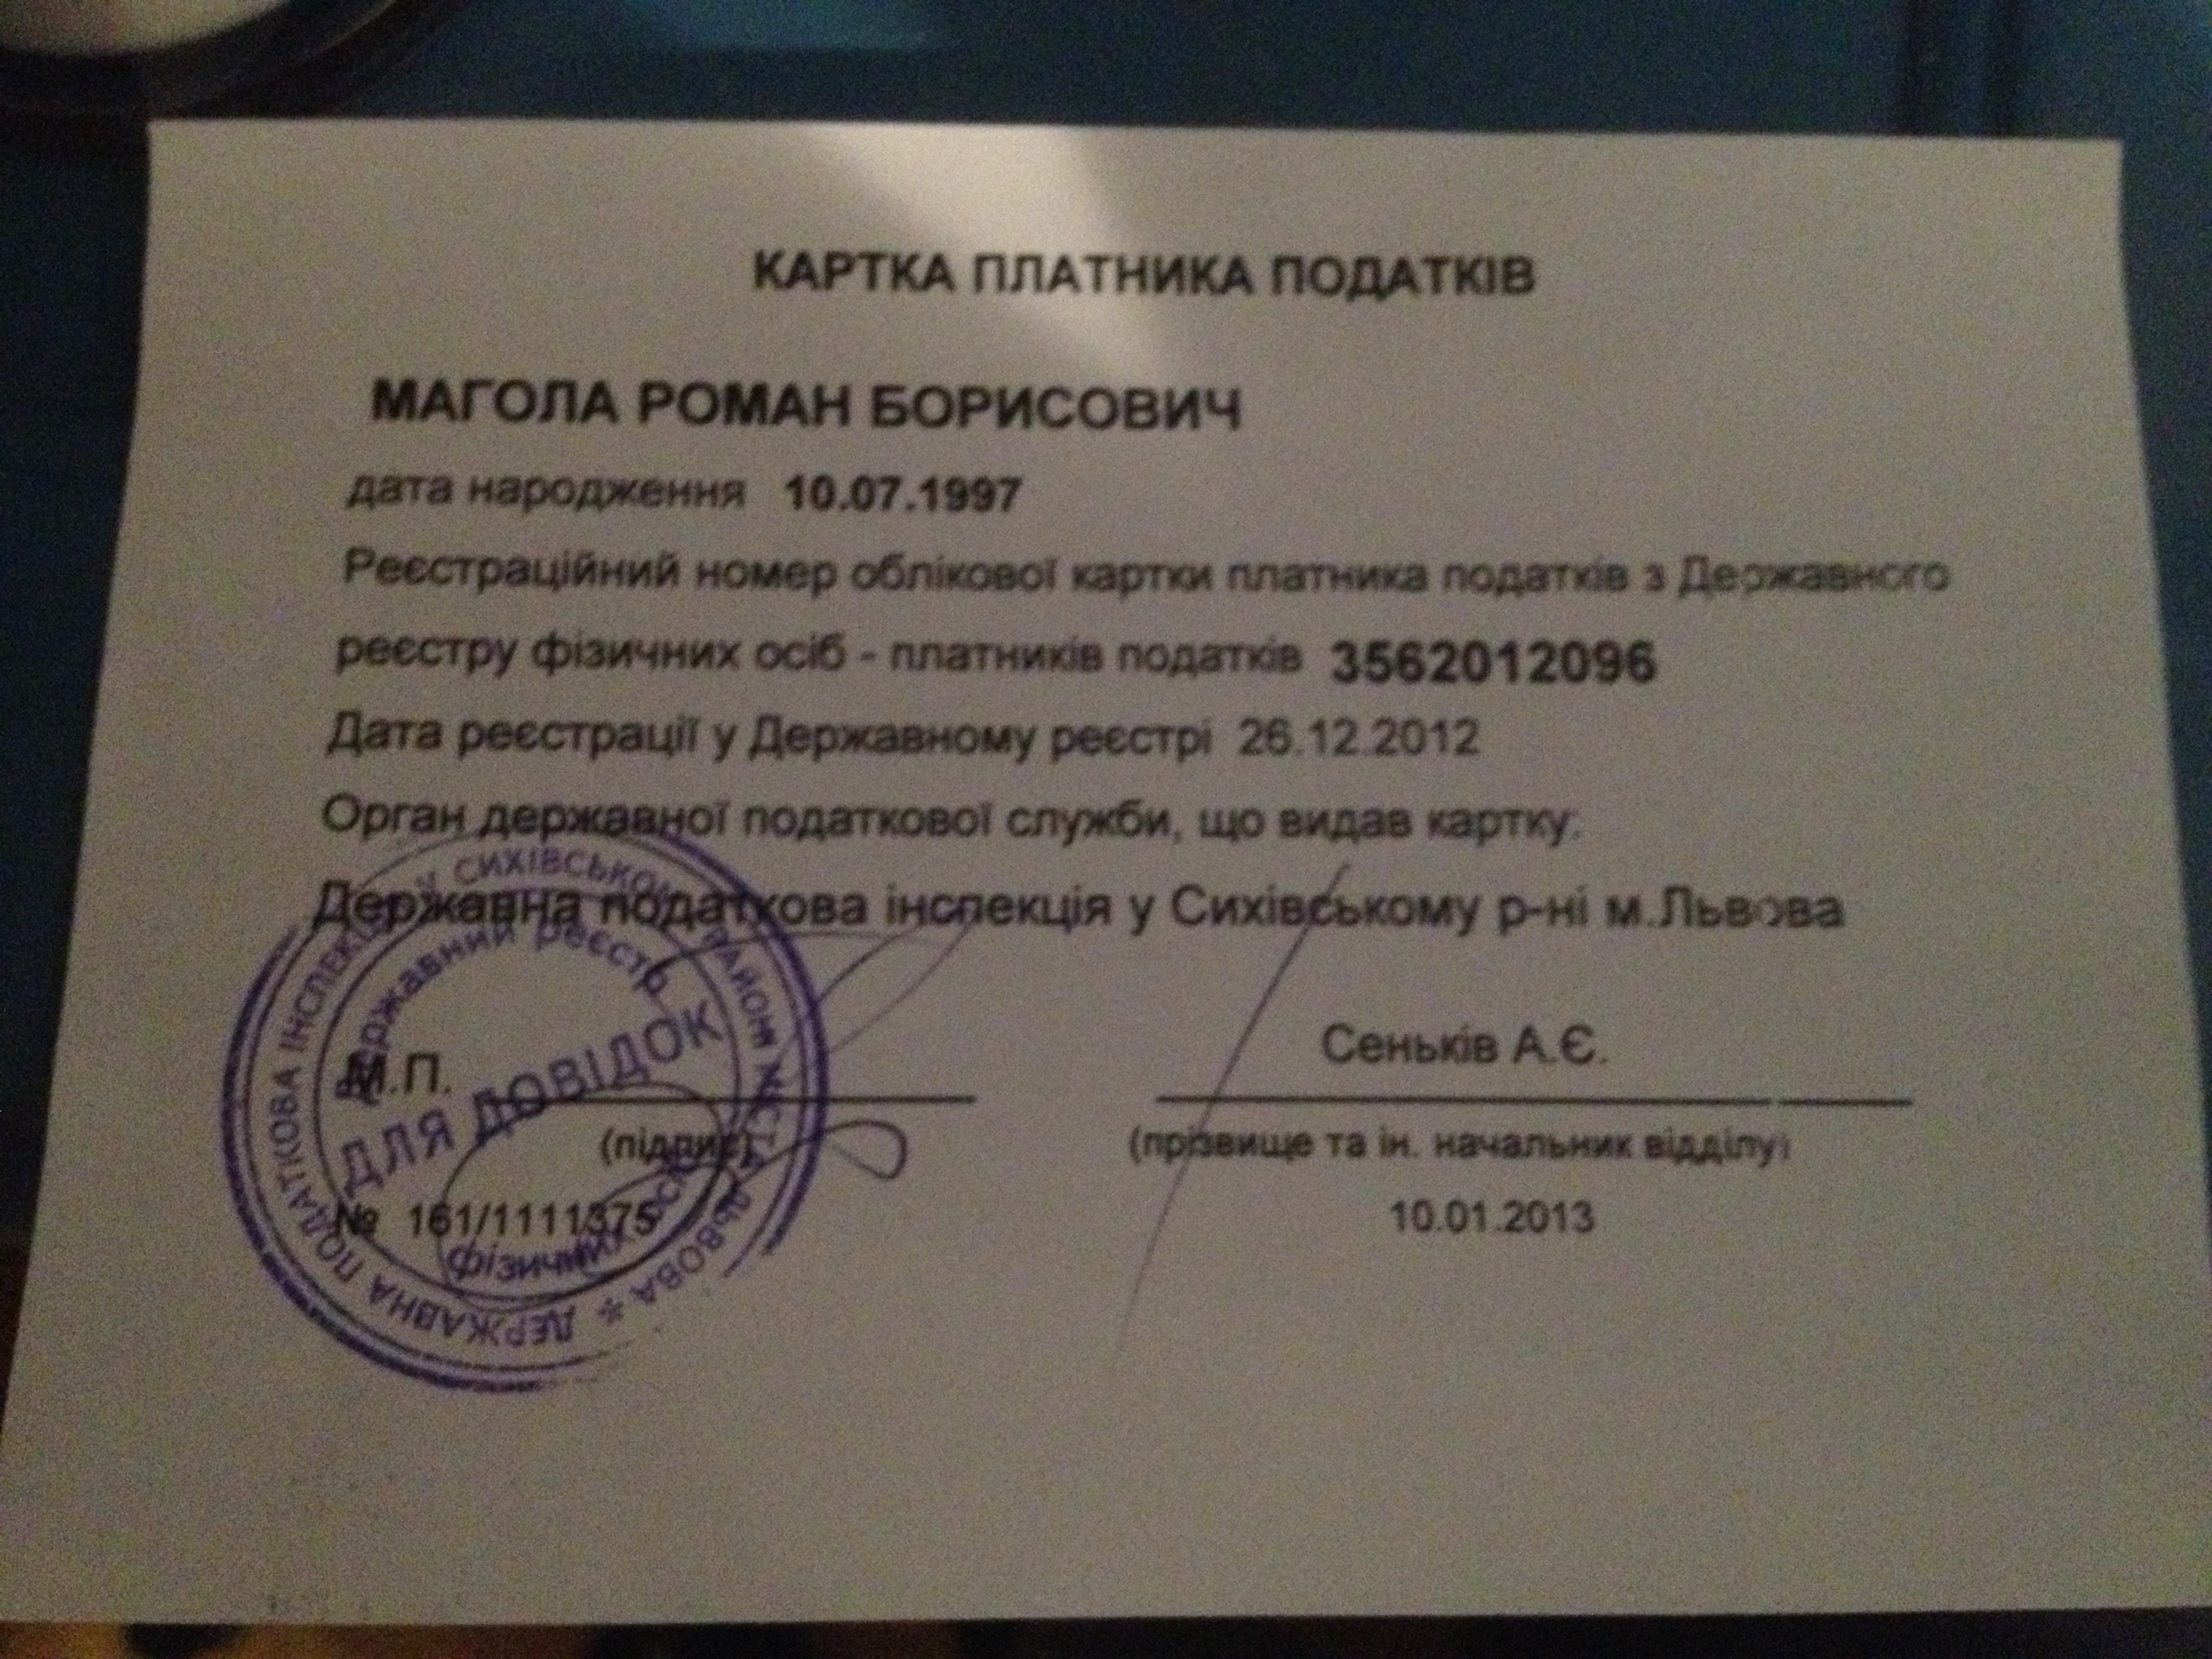 КАРТКА ПЛАТНИКА ПОДАТКІВ
МАГОЛА РОМАН БОРИСОВИЧ
дата народження 10.07.1997
Реєстраційний номер облікової картки платника податків з Державного
реєстру фізичних осіб - платників податків 3562012096
Дата реєстрації у Державному реєстрі 26.12.2012
Орган державної податкової служби, що видав картку:
Державна податкова інспекція у Сихівському р-ні м.Львова
Сеньків А.Є.
М.П.
(підпис)
(прізвище та ін. начальник відділу)
№ 161/1111375
10.01.2013
ДЕРЖАВНА ПОДАТКОВА ІНСПЕКЦІЯ У СИХІВСЬКОМУ РАЙОНІ МІСТА ЛЬВОВА *
Державний реєстр
ДЛЯ ДОВІДОК
фізичних осіб